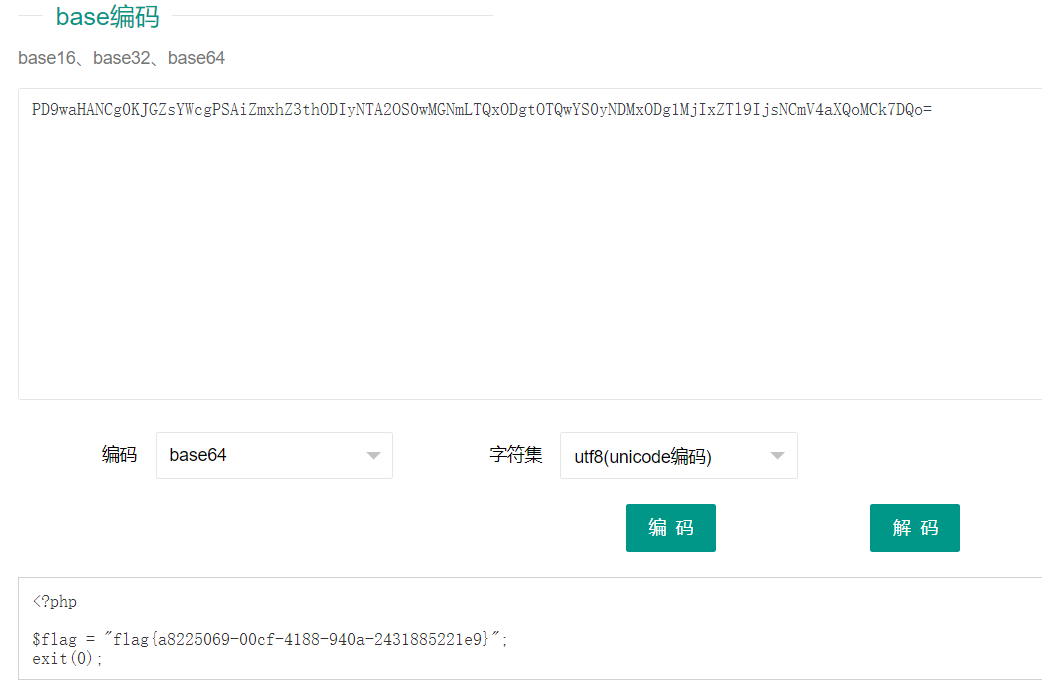 base编码
base16、base32、base64
PD9waHANCg0KJGZsYWcgPSAiZmxhZ3thODIyNTA2OS0wMGNmLTQxODgtOTQwYS0yNDMxODg1MjIxZTl9IjsNCmV4aXQoMCk7DQo=
编码 base64 字符集 utf8(unicode编码)
编 码 解 码
<?php
$flag = "flag{a8225069-00cf-4188-940a-2431885221e9}";
exit(0);